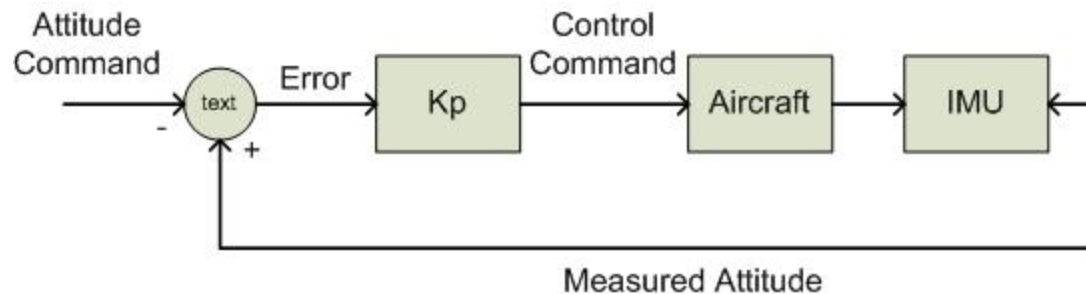 Attitude
Command
-
text
+
Error
Kp
Control
Command
Aircraft
IMU
Measured Attitude